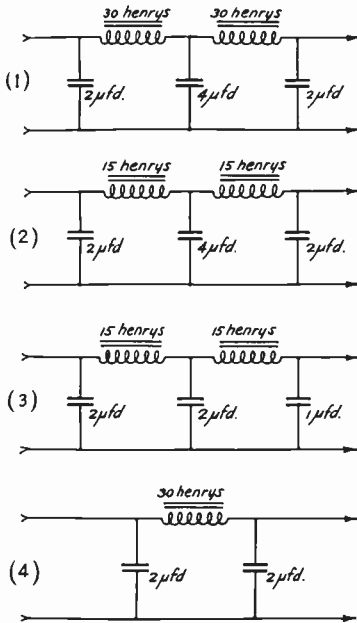 30 henrys 30 henrys
(1) 2μfd. 4μfd. 2μfd.
15 henrys 15 henrys
(2) 2μfd. 4μfd. 2μfd.
15 henrys 15 henrys
(3) 2μfd. 2μfd. 1μfd.
30 henrys
(4) 2μfd 2μfd.